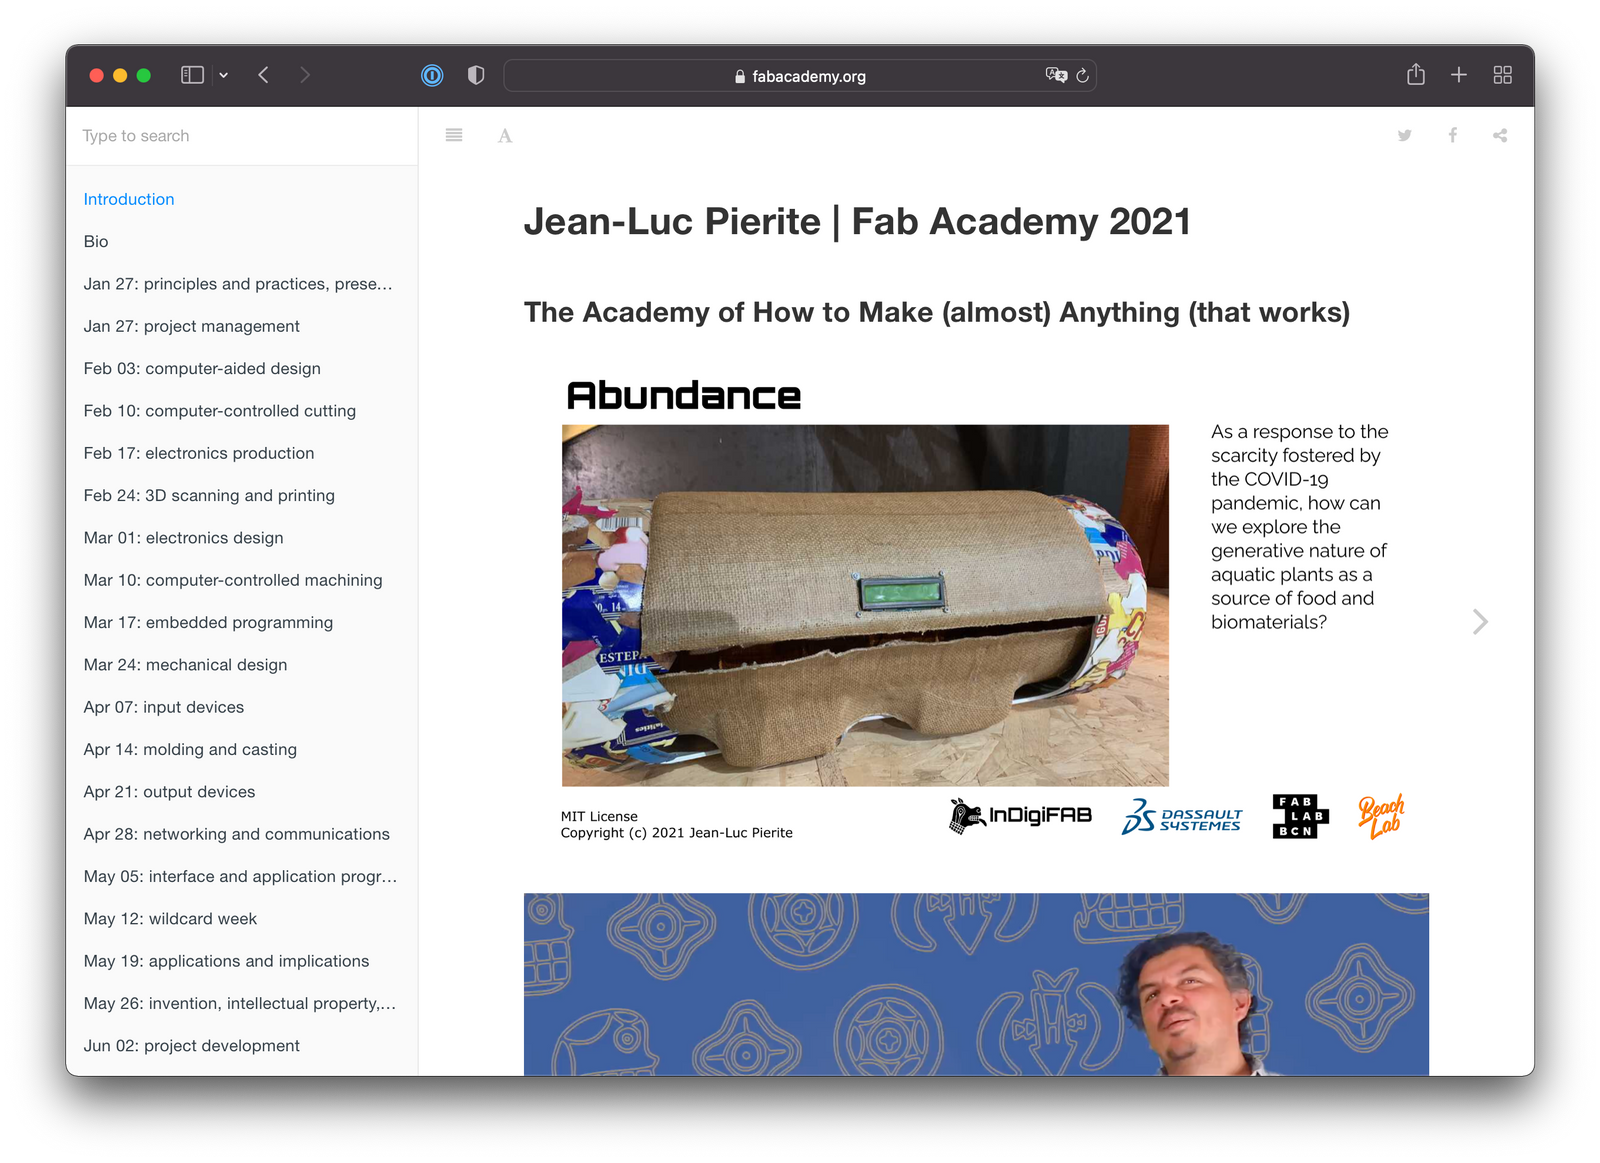 fabacademy.org
Type to search
A
Introduction
Bio
Jan 27: principles and practices, prese...
Jan 27: project management
Feb 03: computer-aided design
Feb 10: computer-controlled cutting
Feb 17: electronics production
Feb 24: 3D scanning and printing
Mar 01: electronics design
Mar 10: computer-controlled machining
Mar 17: embedded programming
Mar 24: mechanical design
Apr 07: input devices
Apr 14: molding and casting
Apr 21: output devices
Apr 28: networking and communications
May 05: interface and application progr...
May 12: wildcard week
May 19: applications and implications
May 26: invention, intellectual property,...
Jun 02: project development
Jean-Luc Pierite | Fab Academy 2021
The Academy of How to Make (almost) Anything (that works)
Abundance
ESTEPA
As a response to the
scarcity fostered by
the COVID-19
pandemic, how can
we explore the
generative nature of
aquatic plants as a
source of food and
biomaterials?
MIT License
Copyright (c) 2021 Jean-Luc Pierite
InDigiFAB
DASSAULT
SYSTEMES
FAB
LAB
BCN
Beach
Lab